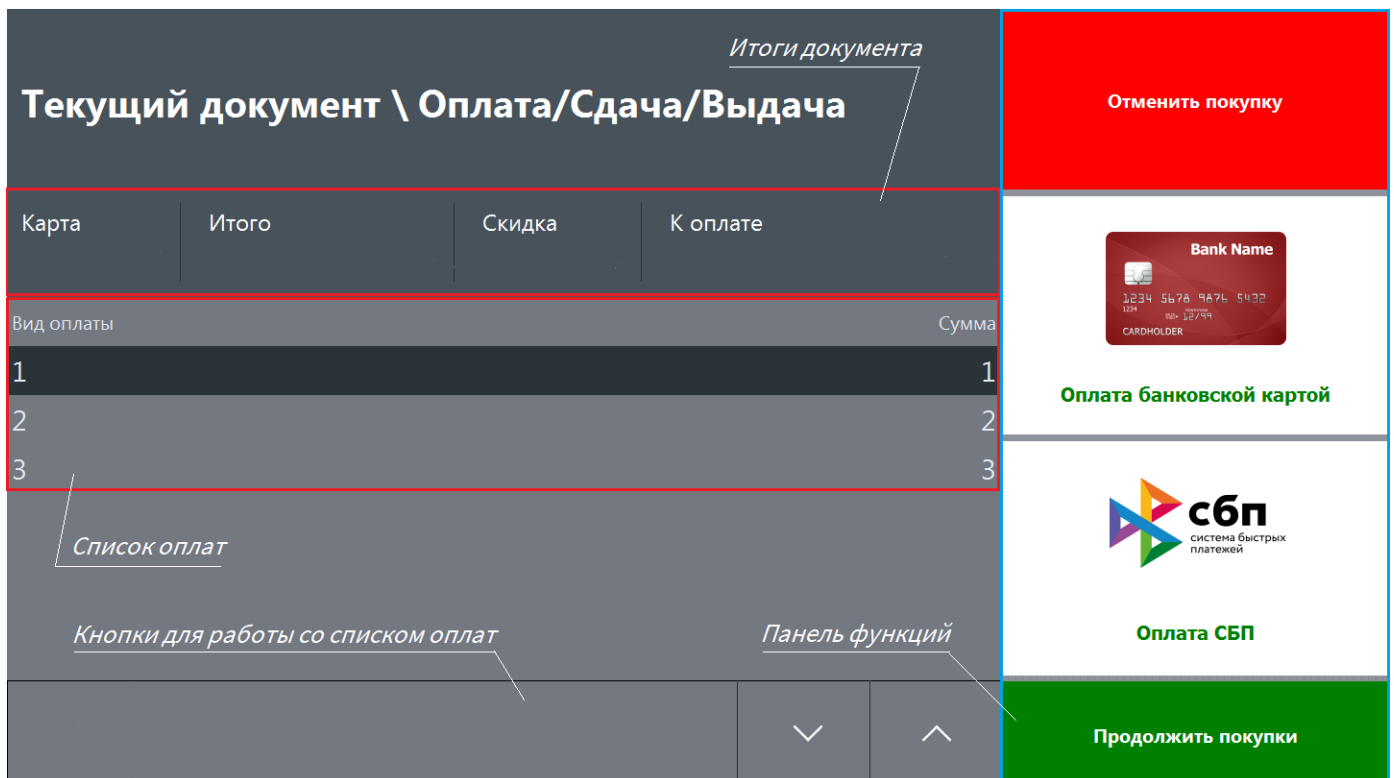 Итоги документа
Текущий документ \ Оплата/Сдача/Выдача
Карта
Итого
Скидка
К оплате
Вид оплаты
Сумма
1
1
2
2
3
3
Список оплат
Кнопки для работы со списком оплат
Панель функций
Отменить покупку
Bank Name
1234 5678 9876 5432
1234
12/99
CARDHOLDER
Оплата банковской картой
сбп
система быстрых
платежей
Оплата СБП
Продолжить покупки